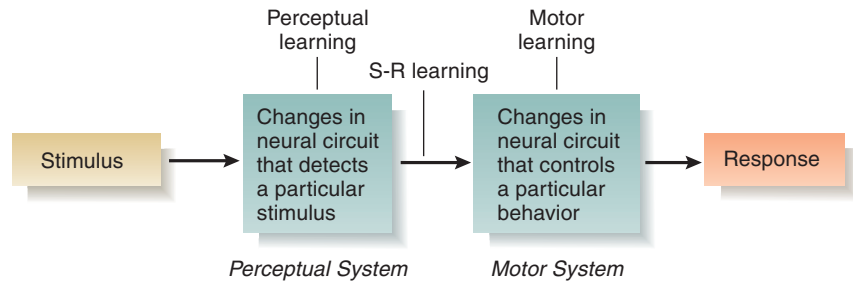 Perceptual
learning
Motor
learning
S-R learning
Stimulus
Changes in
neural circuit
that detects
a particular
stimulus
Changes in
neural circuit
that controls
a particular
behavior
Response
Perceptual System
Motor System